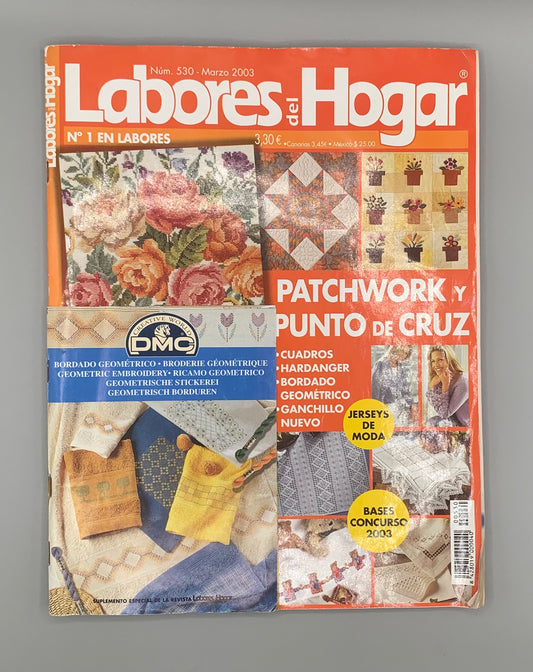 Núm. 530 - Marzo 2003
Labores del Hogar®
Labores del Hogar
Nº 1 EN LABORES
3,30 € • Canarias 3,45€ • México $ 25.00
PATCHWORK Y
PUNTO DE CRUZ
• CUADROS
• HARDANGER
• BORDADO
GEOMÉTRICO
• GANCHILLO
NUEVO
JERSEYS
DE
MODA
BASES
CONCURSO
2003
CREATIVE WORLD
DMC
BORDADO GEOMÉTRICO • BRODERIE GÉOMÉTRIQUE
GEOMETRIC EMBROIDERY • RICAMO GEOMETRICO
GEOMETRISCHE STICKEREI
GEOMETRISCH BORDUREN
SUPLEMENTO ESPECIAL DE LA REVISTA Labores del Hogar
00530